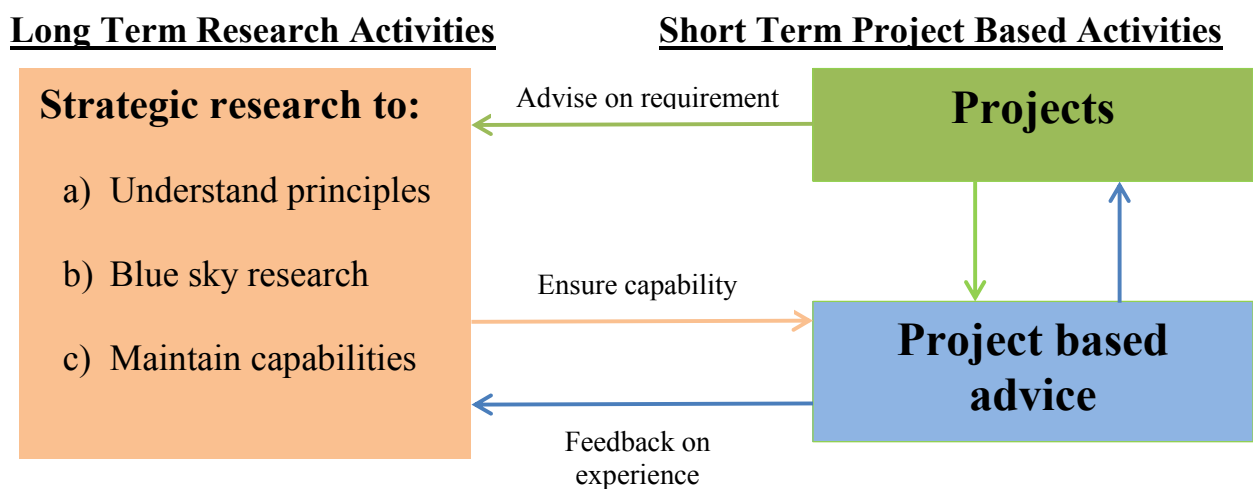 Long Term Research Activities
Short Term Project Based Activities
Strategic research to:
a) Understand principles
b) Blue sky research
c) Maintain capabilities
Advise on requirement
Ensure capability
Feedback on
experience
Projects
Project based
advice